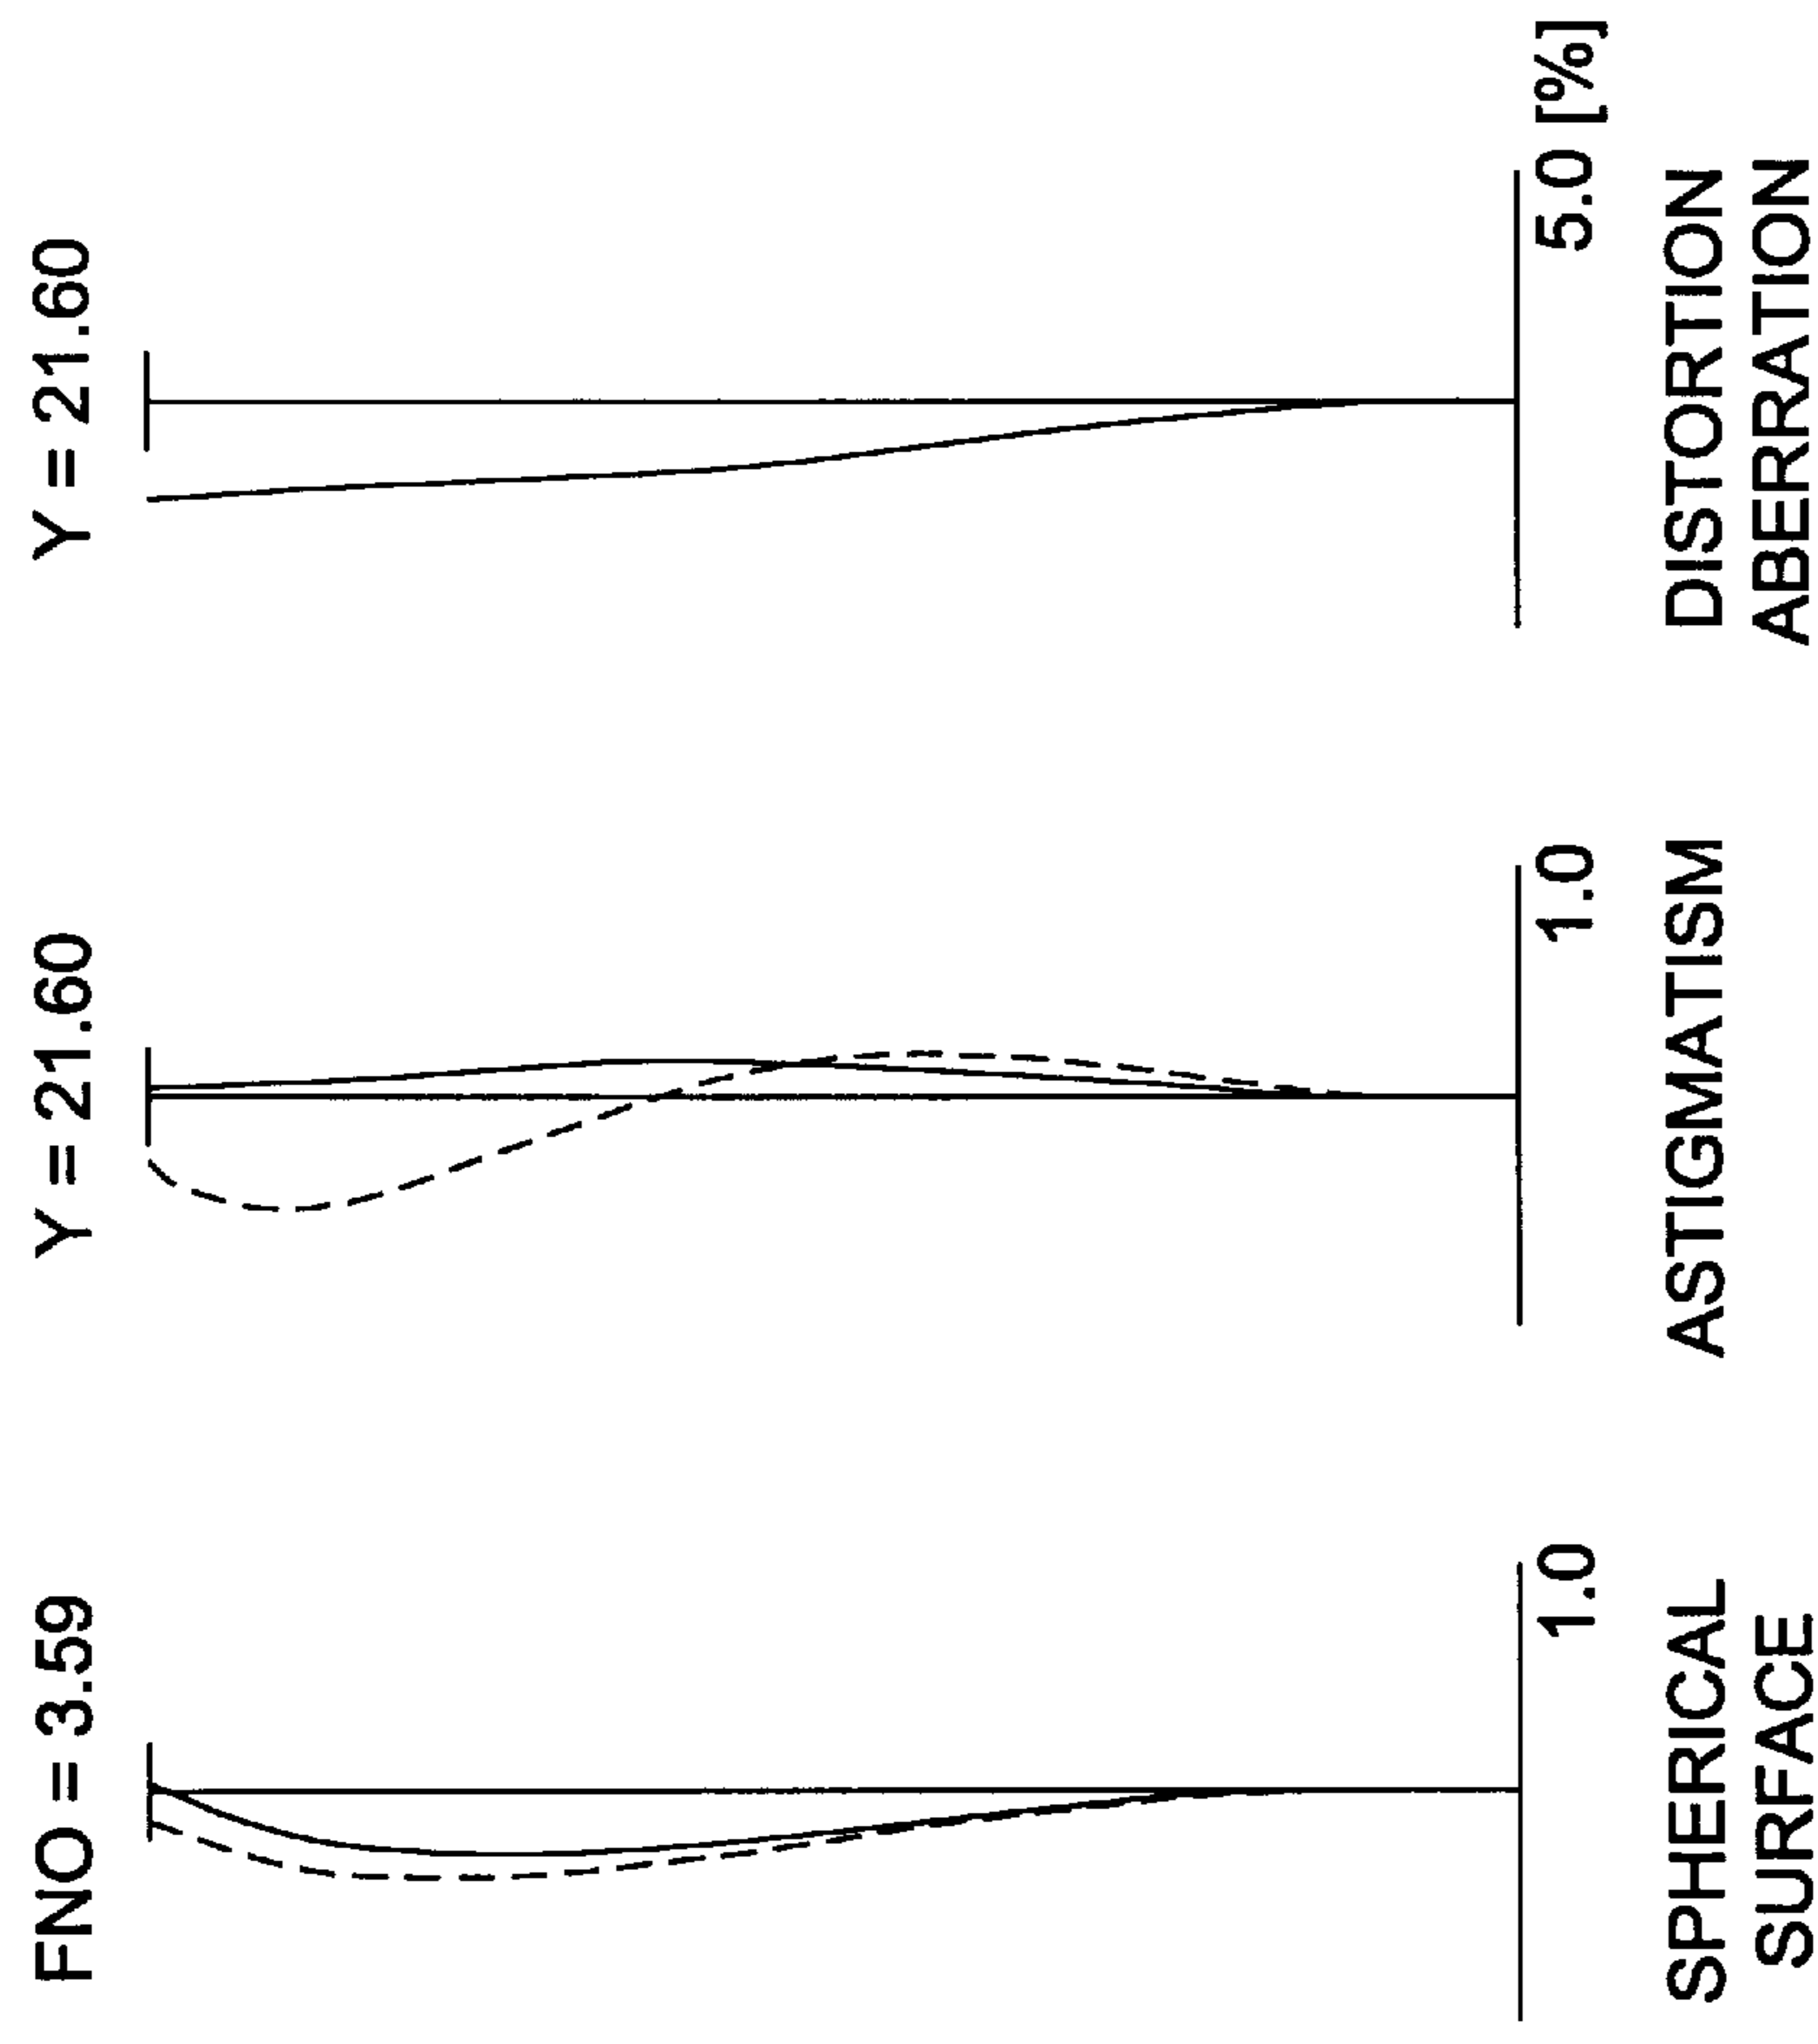 FNO = 3.59
1.0
SPHERICAL
SURFACE
Y = 21.60
1.0
ASTIGMATISM
Y = 21.60
5.0 [%]
DISTORTION
ABERRATION